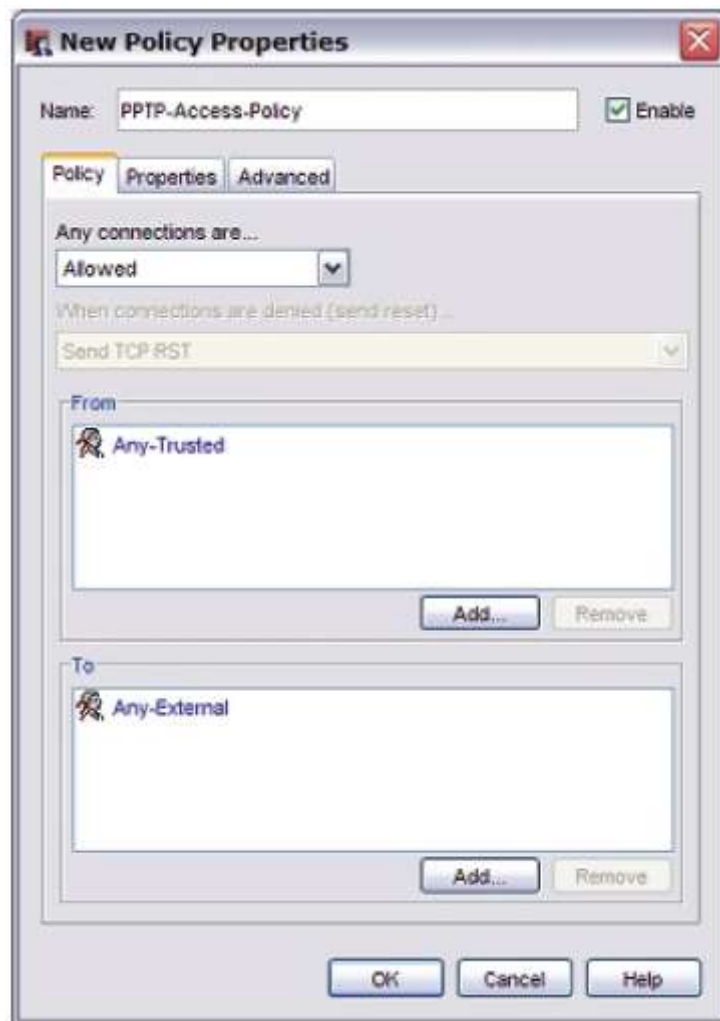 New Policy Properties
Name: PPTP-Access-Policy Enable
Policy Properties Advanced
Any connections are...
Allowed
When connections are denied (send reset)...
Send TCP RST
From
Any-Trusted
Add... Remove
To
Any-External
Add... Remove
OK Cancel Help